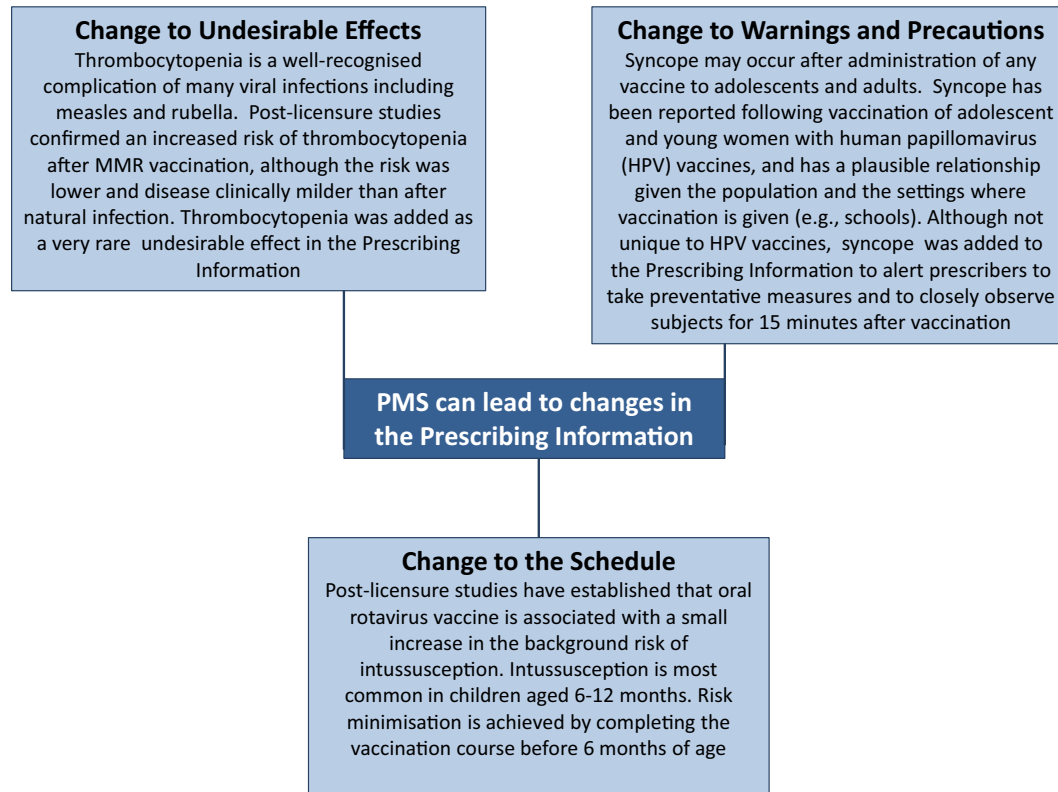 Change to Undesirable Effects
Thrombocytopenia is a well-recognised
complication of many viral infections including
measles and rubella.  Post-licensure studies
confirmed an increased risk of thrombocytopenia
after MMR vaccination, although the risk was
lower and disease clinically milder than after
natural infection. Thrombocytopenia was added as
a very rare  undesirable effect in the Prescribing
Information
Change to Warnings and Precautions
Syncope may occur after administration of any
vaccine to adolescents and adults.  Syncope has
been reported following vaccination of adolescent
and young women with human papillomavirus
(HPV) vaccines, and has a plausible relationship
given the population and the settings where
vaccination is given (e.g., schools). Although not
unique to HPV vaccines,  syncope  was added to
the Prescribing Information to alert prescribers to
take preventative measures and to closely observe
subjects for 15 minutes after vaccination
PMS can lead to changes in
the Prescribing Information
Change to the Schedule
Post-licensure studies have established that oral
rotavirus vaccine is associated with a small
increase in the background risk of
intussusception. Intussusception is most
common in children aged 6-12 months. Risk
minimisation is achieved by completing the
vaccination course before 6 months of age